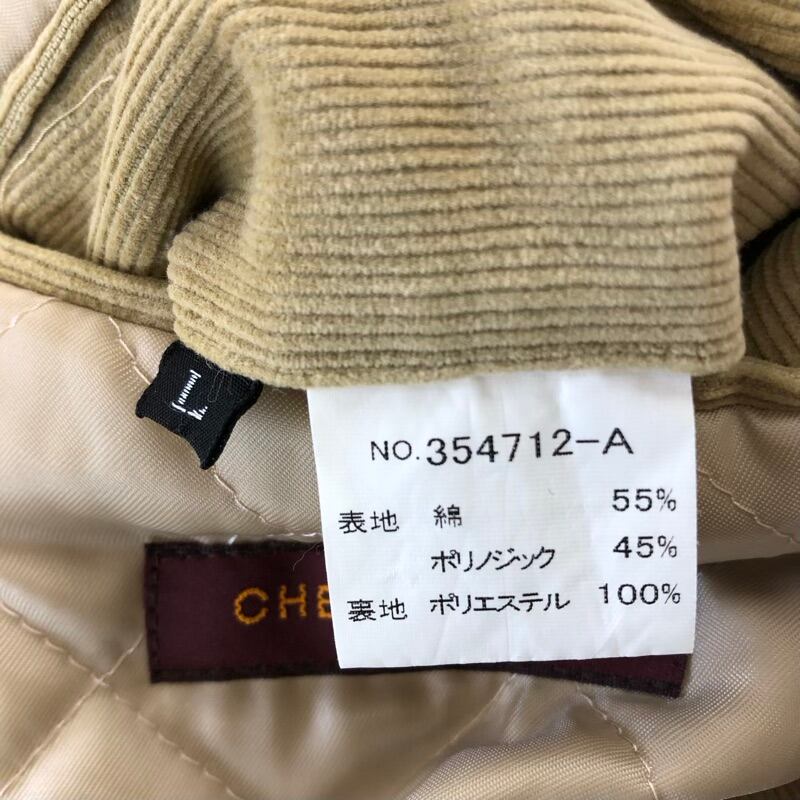 NO.354712-A
表地 綿 55%
ポリノジック 45%
裏地 ポリエステル 100%